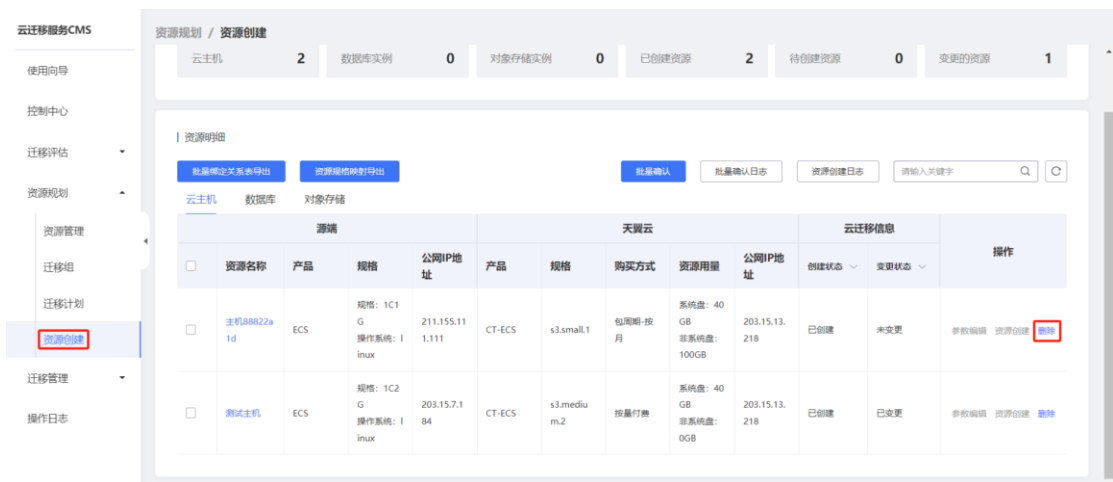 云迁移服务CMS
使用向导
控制中心
迁移评估
资源规划
资源管理
迁移组
迁移计划
资源创建
迁移管理
操作日志
资源规划 / 资源创建
云主机 2 数据库实例 0 对象存储实例 0 已创建资源 2 待创建资源 0 变更的资源 1
资源明细
批量绑定关系表导出 资源规格映射导出 批量确认 批量确认日志 资源创建日志 请输入关键字
云主机 数据库 对象存储
源端 天翼云 云迁移信息 操作
资源名称 产品 规格 公网IP地
址
产品 规格 购买方式 资源用量 公网IP地
址
创建状态 变更状态
主机88822a
1d
ECS
规格：1C1
G
操作系统：l
inux
211.155.11
1.111
CT-ECS
s3.small.1
包周期-按
月
系统盘：40
GB
非系统盘：
100GB
203.15.13.
218
已创建
未变更
参数编辑 资源创建 删除
测试主机
ECS
规格：1C2
G
操作系统：l
inux
203.15.7.1
84
CT-ECS
s3.mediu
m.2
按量付费
系统盘：40
GB
非系统盘：
0GB
203.15.13.
218
已创建
已变更
参数编辑 资源创建 删除